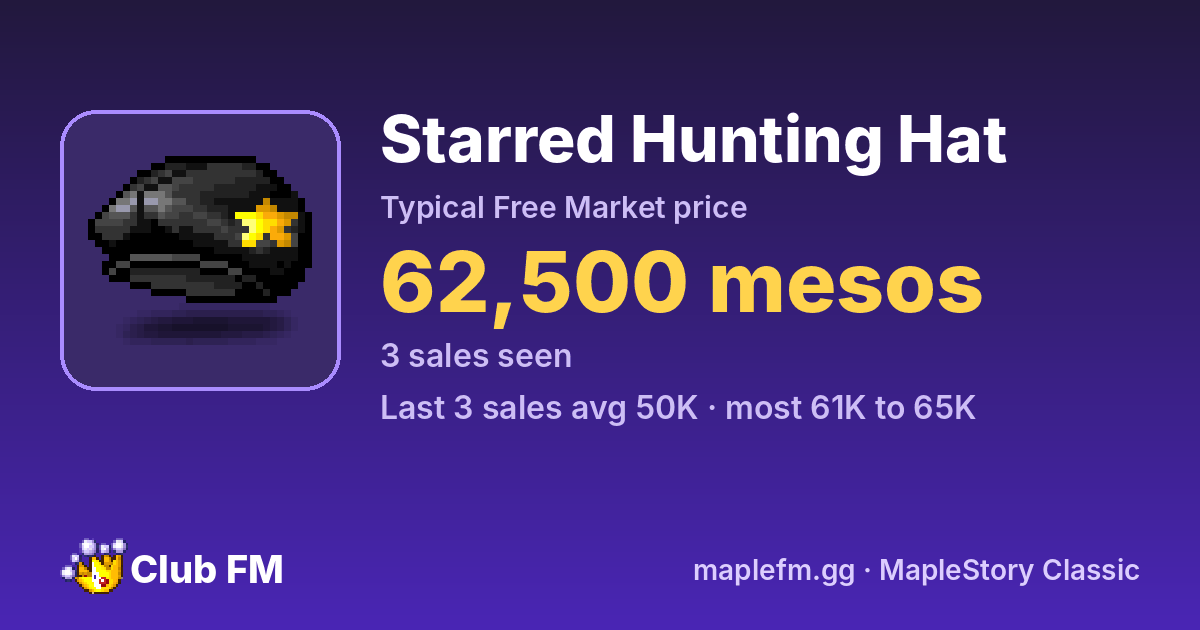 Starred Hunting Hat
Typical Free Market price
62,500 mesos
3 sales seen
Last 3 sales avg 50K · most 61K to 65K
Club FM
maplefm.gg · MapleStory Classic